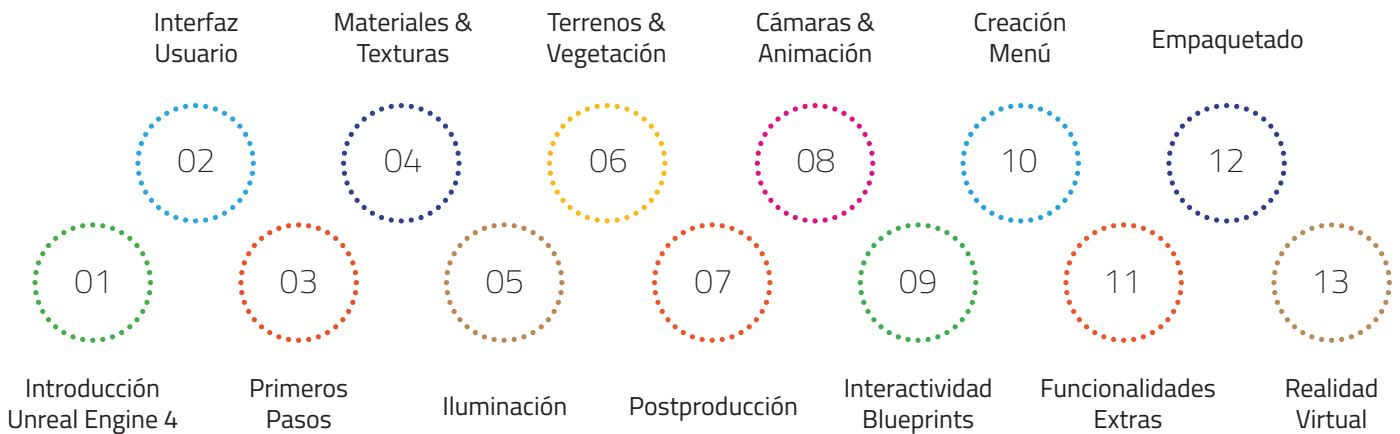 Interfaz
Usuario
Materiales &
Texturas
Terrenos &
Vegetación
Cámaras &
Animación
Creación
Menú
Empaquetado
02
04
06
08
10
12
01
03
05
07
09
11
13
Introducción
Unreal Engine 4
Primeros
Pasos
Iluminación
Postproducción
Interactividad
Blueprints
Funcionalidades
Extras
Realidad
Virtual